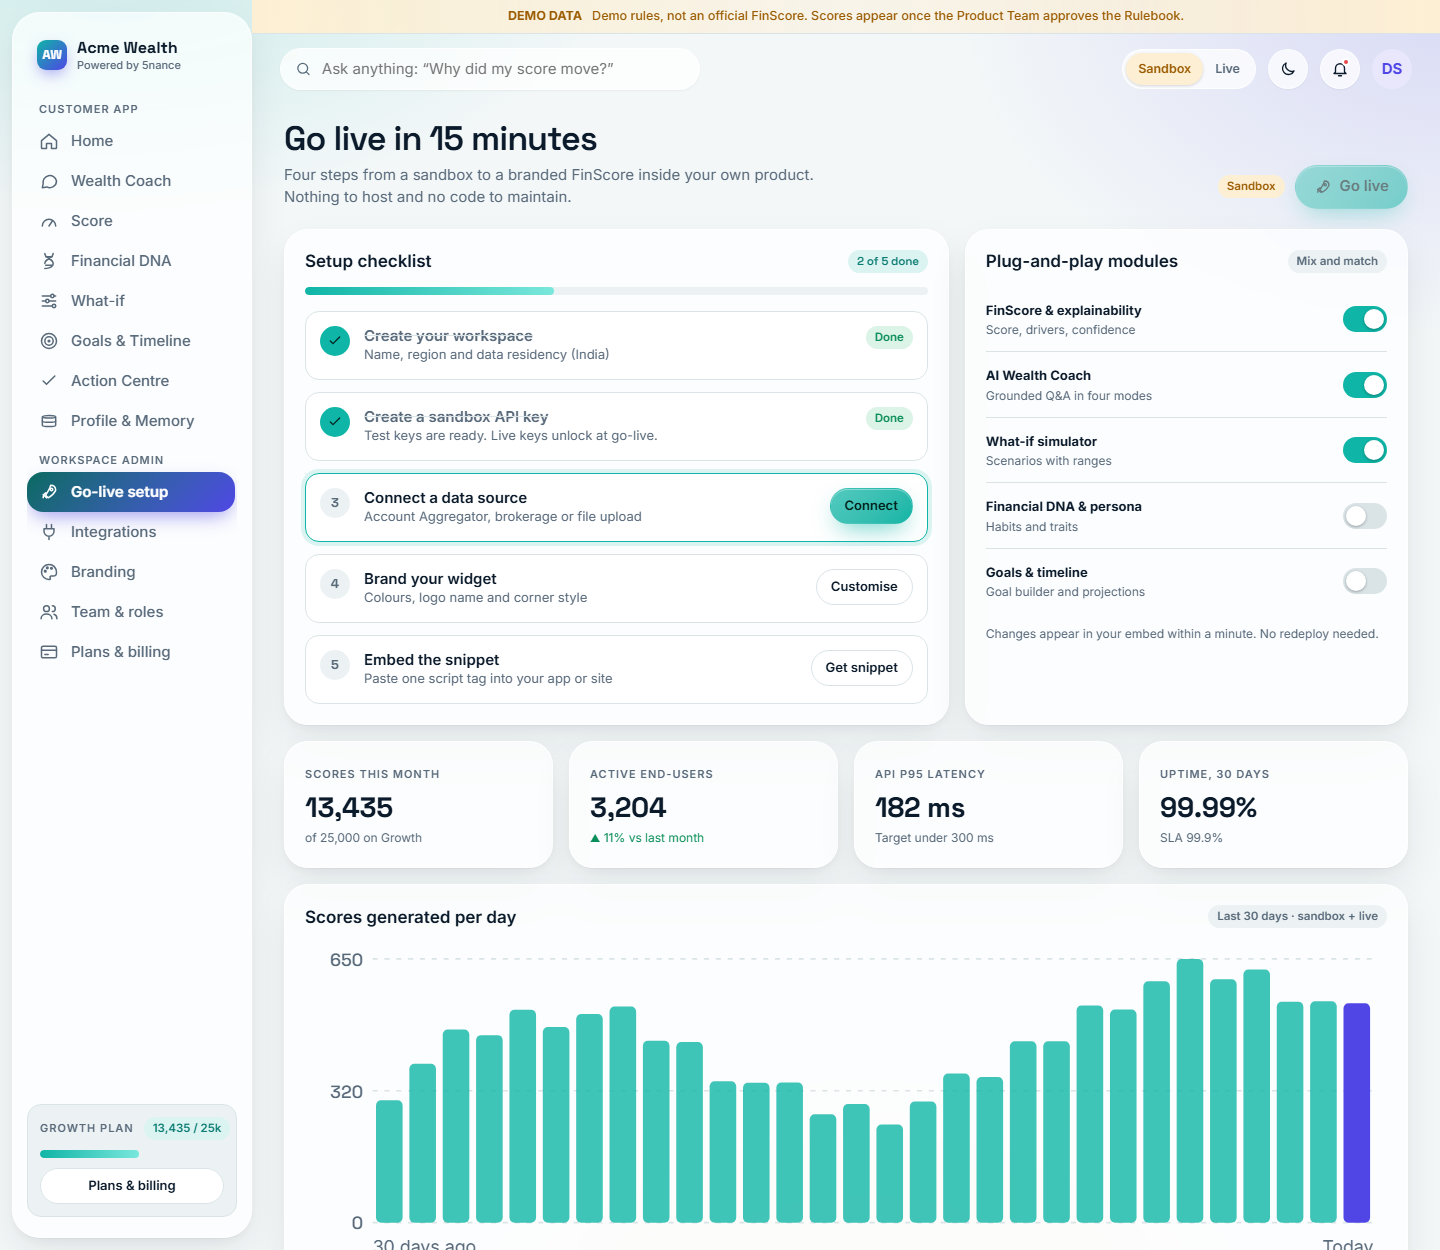 DEMO DATA Demo rules, not an official FinScore. Scores appear once the Product Team approves the Rulebook.
AW
Acme Wealth
Powered by 5nance
CUSTOMER APP
Home
Wealth Coach
Score
Financial DNA
What-if
Goals & Timeline
Action Centre
Profile & Memory
WORKSPACE ADMIN
Go-live setup
Integrations
Branding
Team & roles
Plans & billing
GROWTH PLAN 13,435 / 25k
Plans & billing
Ask anything: “Why did my score move?”
Sandbox Live
DS
Go live in 15 minutes
Four steps from a sandbox to a branded FinScore inside your own product.
Nothing to host and no code to maintain.
Sandbox Go live
Setup checklist
2 of 5 done
Create your workspace
Name, region and data residency (India)
Done
Create a sandbox API key
Test keys are ready. Live keys unlock at go-live.
Done
3
Connect a data source
Account Aggregator, brokerage or file upload
Connect
4
Brand your widget
Colours, logo name and corner style
Customise
5
Embed the snippet
Paste one script tag into your app or site
Get snippet
Plug-and-play modules
Mix and match
FinScore & explainability
Score, drivers, confidence
AI Wealth Coach
Grounded Q&A in four modes
What-if simulator
Scenarios with ranges
Financial DNA & persona
Habits and traits
Goals & timeline
Goal builder and projections
Changes appear in your embed within a minute. No redeploy needed.
SCORES THIS MONTH
13,435
of 25,000 on Growth
ACTIVE END-USERS
3,204
▲ 11% vs last month
API P95 LATENCY
182 ms
Target under 300 ms
UPTIME, 30 DAYS
99.99%
SLA 99.9%
Scores generated per day
Last 30 days · sandbox + live
650
320
0
30 days ago
Today